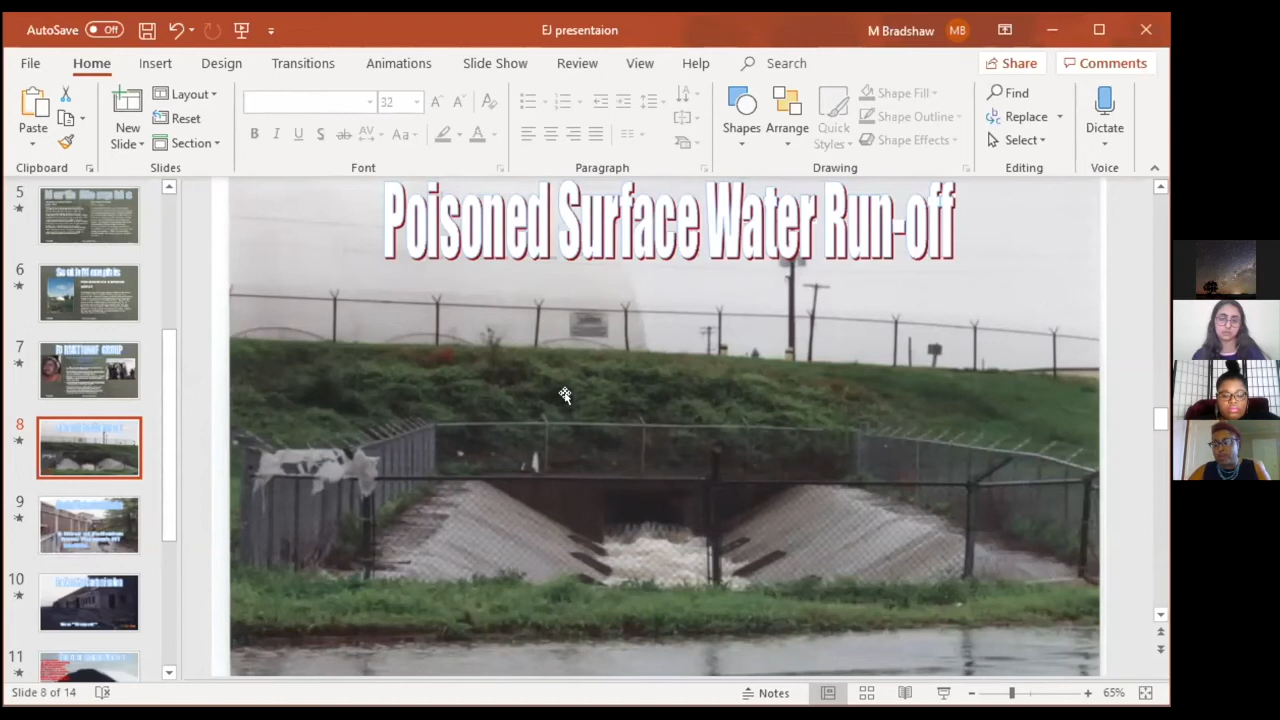 AutoSave Off EJ presentaion M Bradshaw MB
File Home Insert Design Transitions Animations Slide Show Review View Help Search Share Comments
Paste
Clipboard
New Slide
Layout
Reset
Section
Slides
32
B I U S ab AV Aa A
Font
Paragraph
Shapes
Arrange
Quick Styles
Shape Fill
Shape Outline
Shape Effects
Drawing
Find
Replace
Select
Editing
Dictate
Voice
5
6
7
8
9
10
11
Poisoned Surface Water Run-off
Slide 8 of 14 Notes 65%